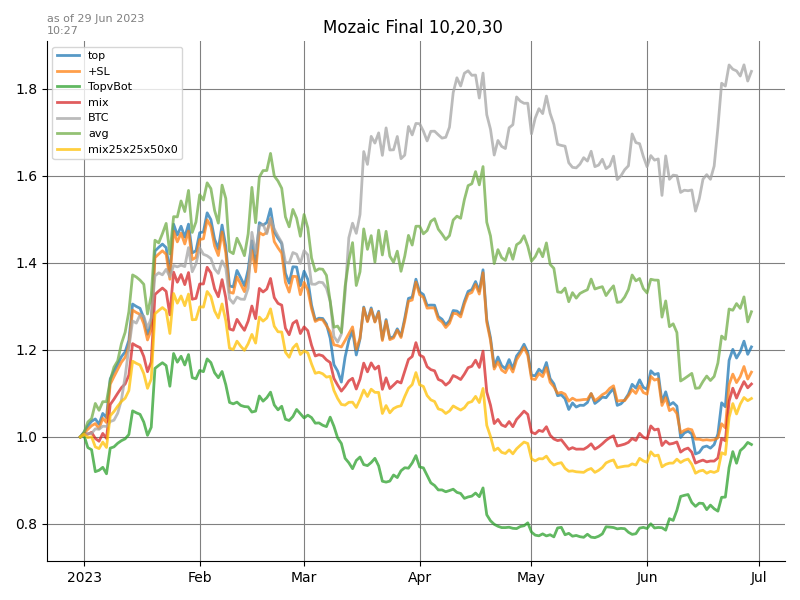 as of 29 Jun 2023
10:27
Mozaic Final 10,20,30
top
+SL
TopvBot
mix
BTC
avg
mix25x25x50x0
1.8
1.6
1.4
1.2
1.0
0.8
2023 Feb Mar Apr May Jun Jul